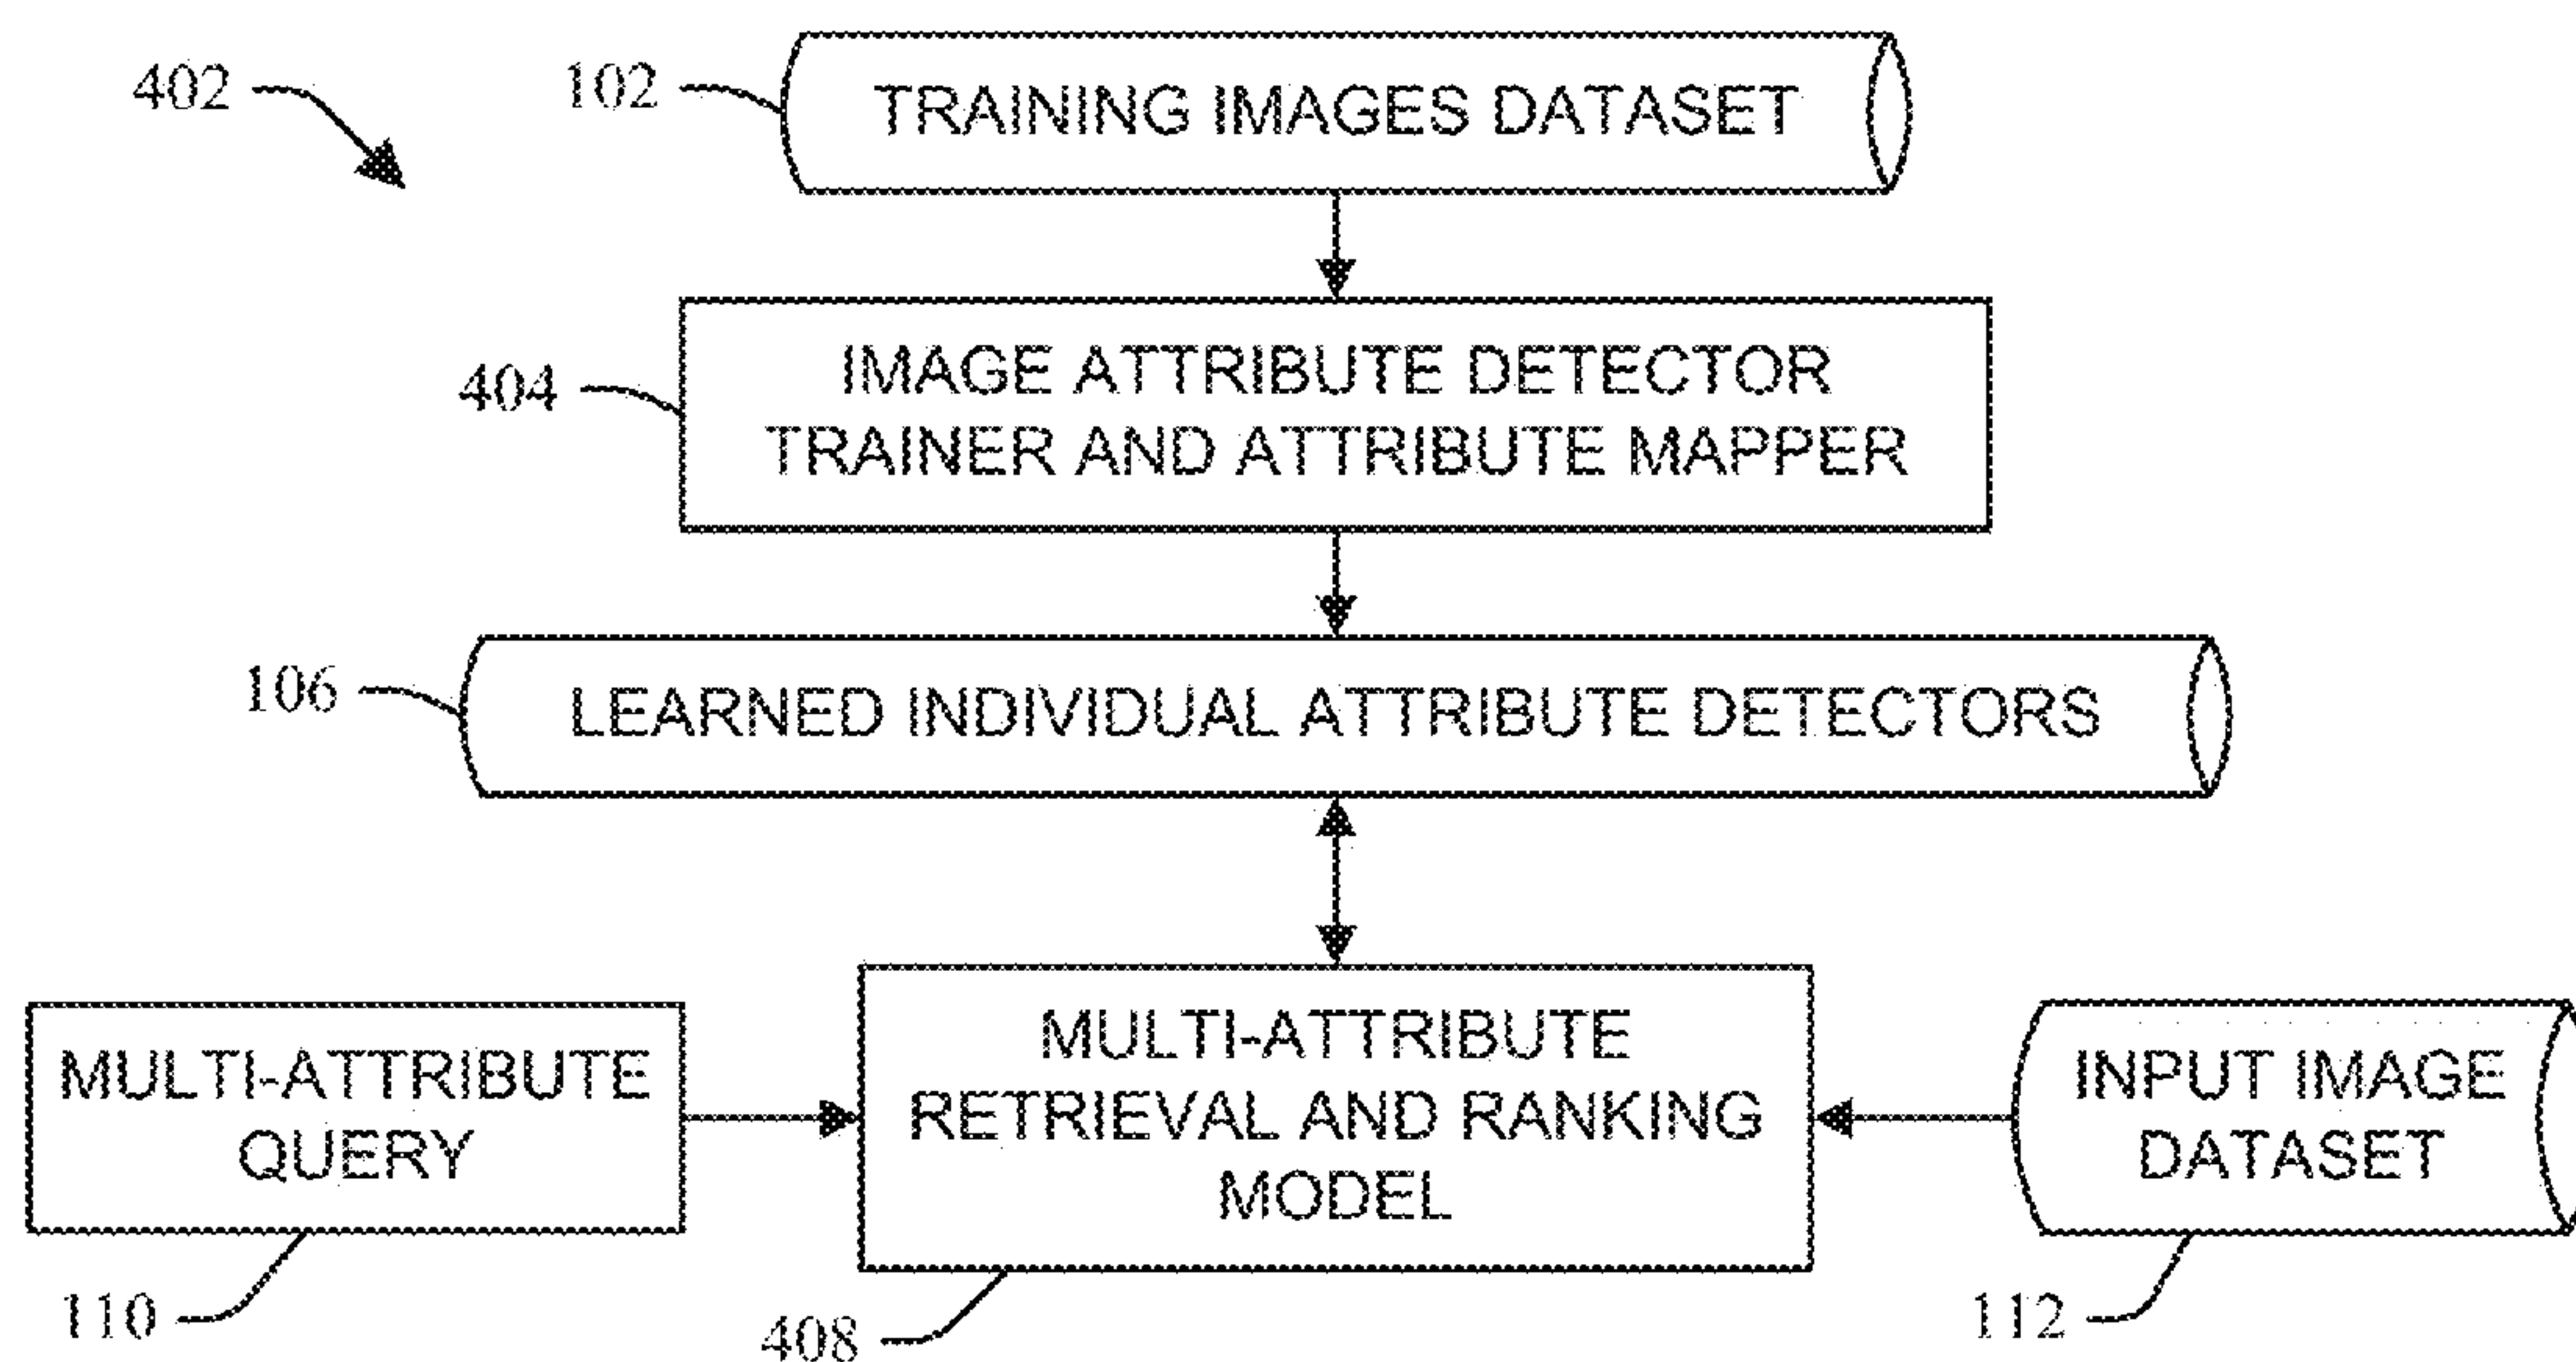 402
102
TRAINING IMAGES DATASET
404
IMAGE ATTRIBUTE DETECTOR
TRAINER AND ATTRIBUTE MAPPER
106
LEARNED INDIVIDUAL ATTRIBUTE DETECTORS
MULTI-ATTRIBUTE
QUERY
110
MULTI-ATTRIBUTE
RETRIEVAL AND RANKING
MODEL
408
INPUT IMAGE
DATASET
112